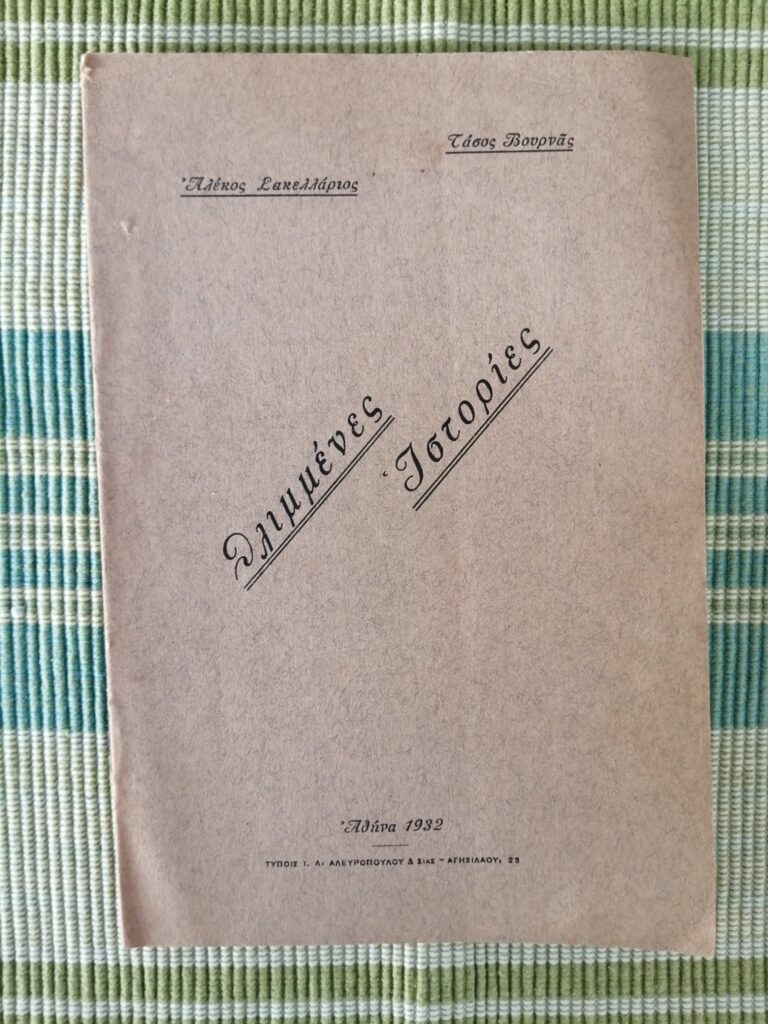 Τάσος Βουρνᾶς
Ἀλέκος Σακελλάριος
Θλιμμένες
Ἱστορίες
Ἀθήνα 1932
ΤΥΠΟΙΣ Ι. Λ. ΑΛΕΥΡΟΠΟΥΛΟΥ & ΣΙΑΣ – ΑΓΗΣΙΛΑΟΥ, 23